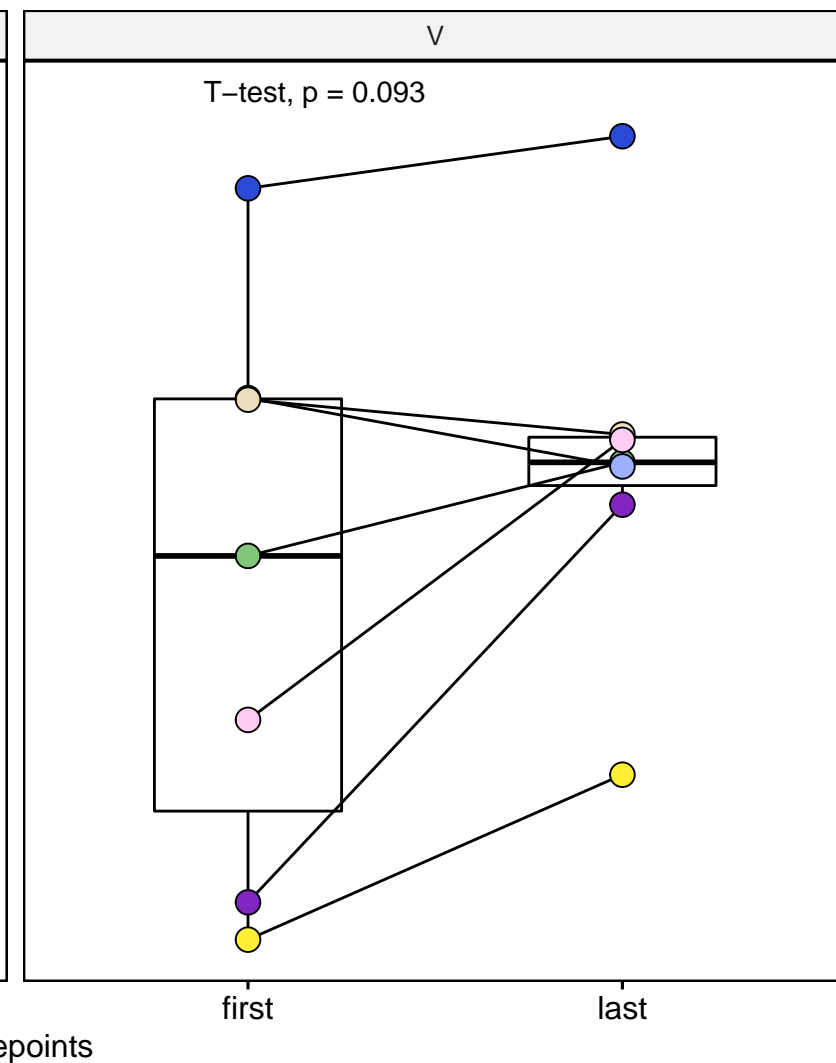 V
T−test, p = 0.093
first last
epoints